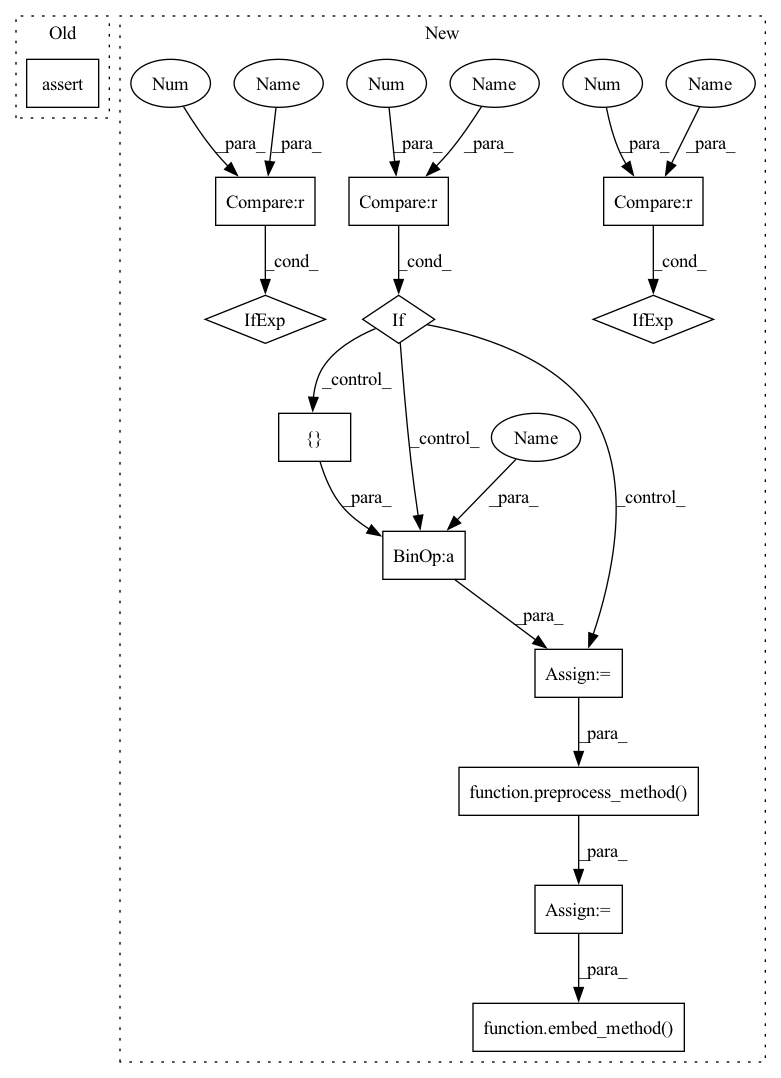 Old
New
assert
Num
Name
Num
Name
Num
Name
_para_
_para_
_para_
_para_
_para_
_para_
Compare:r
Compare:r
Compare:r
_cond_
_cond_
_cond_
IfExp
If
IfExp
_control_
{}
Name
_control_
_para_
_para_
_control_
BinOp:a
_para_
Assign:=
_para_
function.preprocess_method()
_para_
Assign:=
_para_
function.embed_method()